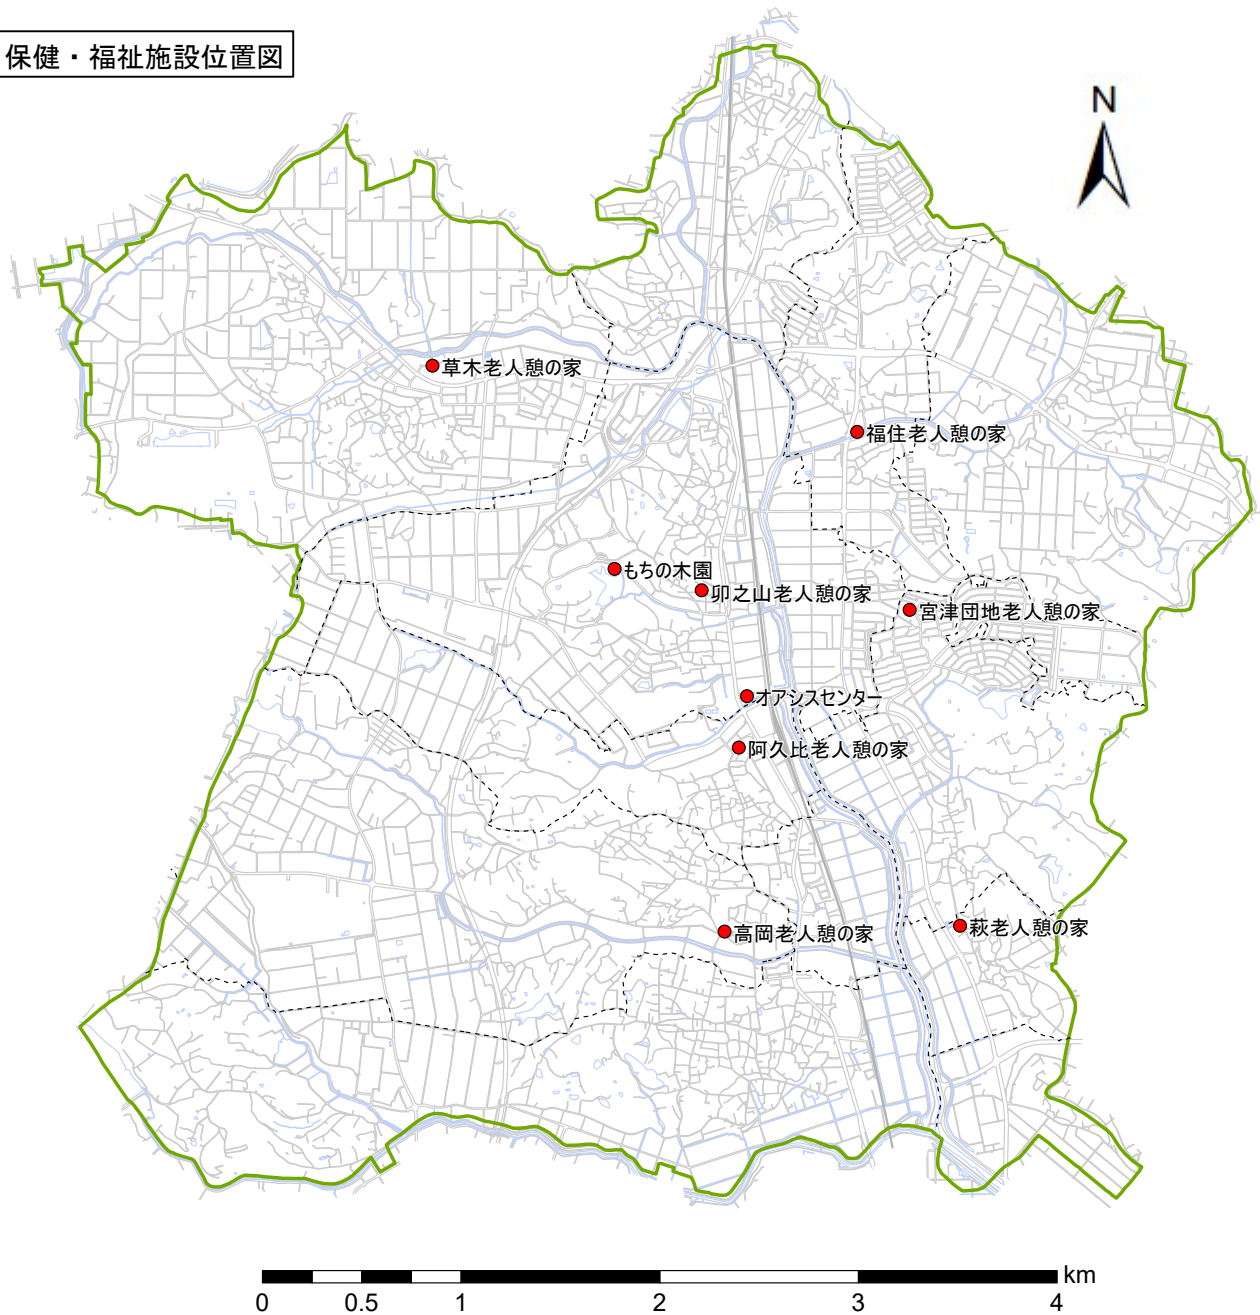 保健・福祉施設位置図
N
草木老人憩の家
福住老人憩の家
もちの木園
卯之山老人憩の家
宮津団地老人憩の家
オアシスセンター
阿久比老人憩の家
高岡老人憩の家
萩老人憩の家
km
0 0.5 1 2 3 4